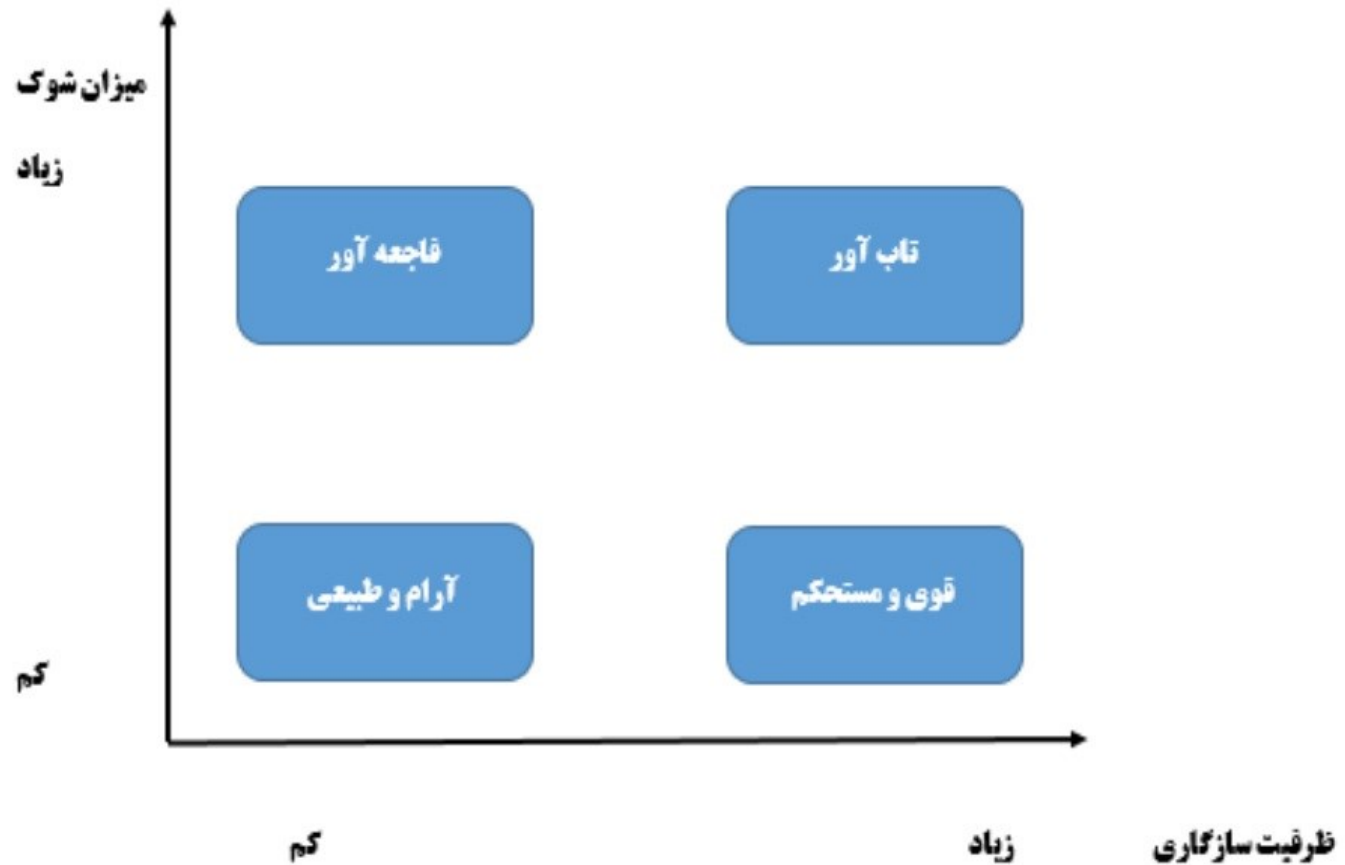 میزان شوک
زیاد
تاب آور
فاجعه آور
قوی و مستحکم
آرام و طبیعی
کم
ظرفیت سازگاری
زیاد
کم